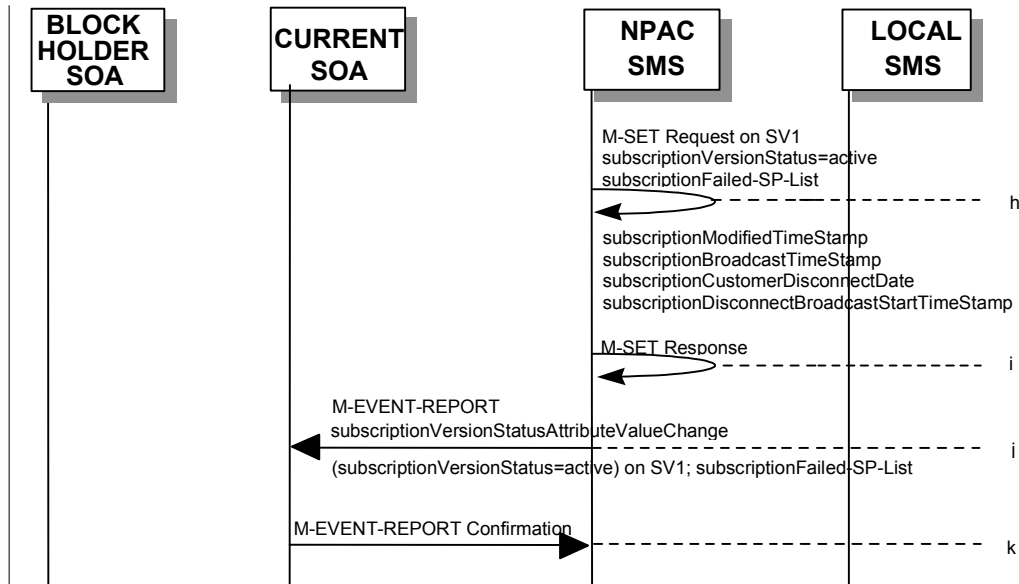 BLOCK
HOLDER
SOA
CURRENT
SOA
NPAC
SMS
LOCAL
SMS
M-SET Request on SV1
subscriptionVersionStatus=active
subscriptionFailed-SP-List
h
subscriptionModifiedTimeStamp
subscriptionBroadcastTimeStamp
subscriptionCustomerDisconnectDate
subscriptionDisconnectBroadcastStartTimeStamp
M-SET Response
i
M-EVENT-REPORT
subscriptionVersionStatusAttributeValueChange
j
(subscriptionVersionStatus=active) on SV1; subscriptionFailed-SP-List
M-EVENT-REPORT Confirmation
k